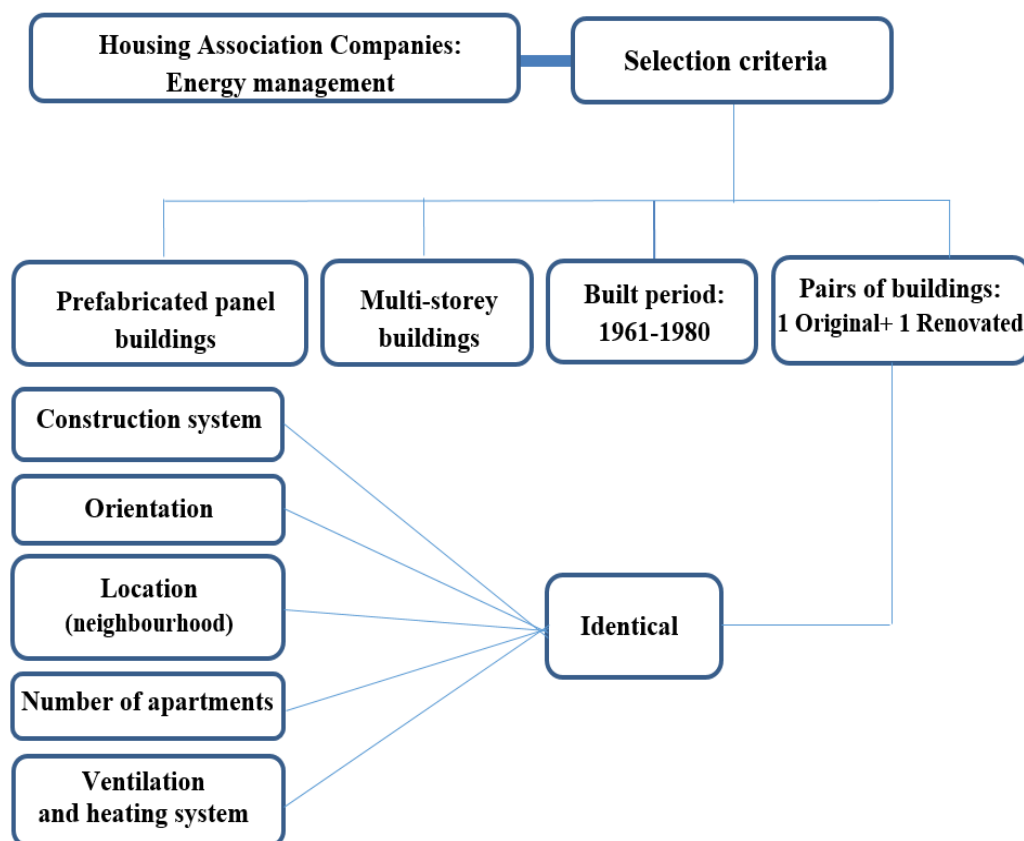 Housing Association Companies:
Energy management
Selection criteria
Prefabricated panel
buildings
Multi-storey
buildings
Built period:
1961-1980
Pairs of buildings:
1 Original+ 1 Renovated
Construction system
Orientation
Location
(neighbourhood)
Number of apartments
Ventilation
and heating system
Identical